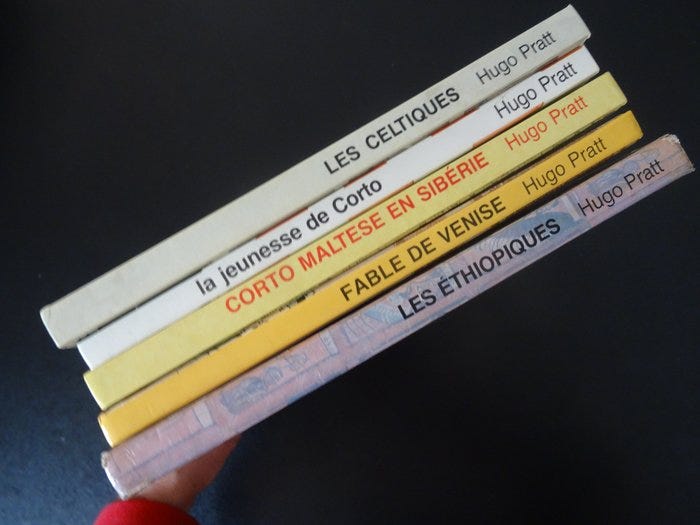 LES CELTIQUES Hugo Pratt
la jeunesse de Corto Hugo Pratt
CORTO MALTESE EN SIBÉRIE Hugo Pratt
FABLE DE VENISE Hugo Pratt
LES ÉTHIOPIQUES Hugo Pratt